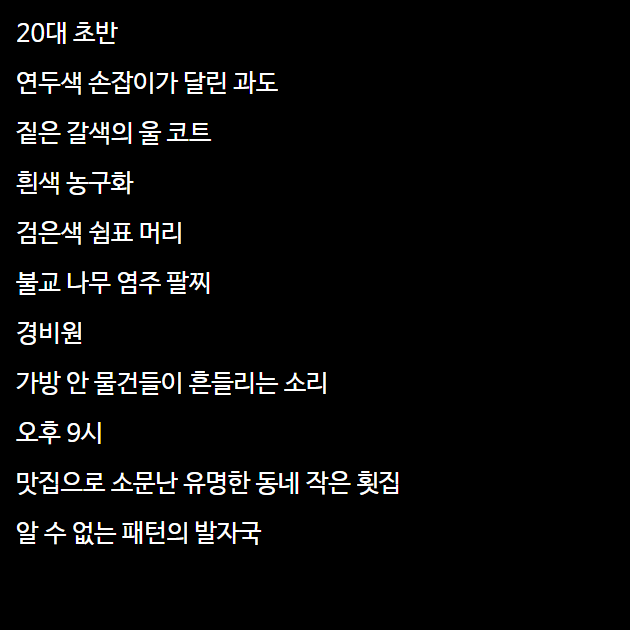 20대 초반
연두색 손잡이가 달린 과도
짙은 갈색의 울 코트
흰색 농구화
검은색 쉼표 머리
불교 나무 염주 팔찌
경비원
가방 안 물건들이 흔들리는 소리
오후 9시
맛집으로 소문난 유명한 동네 작은 횟집
알 수 없는 패턴의 발자국